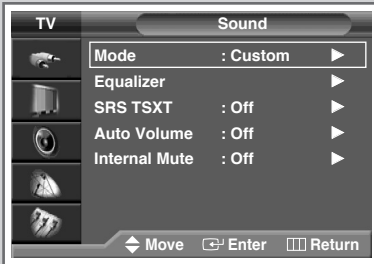 TV Sound
Mode : Custom
Equalizer
SRS TSXT : Off
Auto Volume : Off
Internal Mute : Off
Move Enter Return